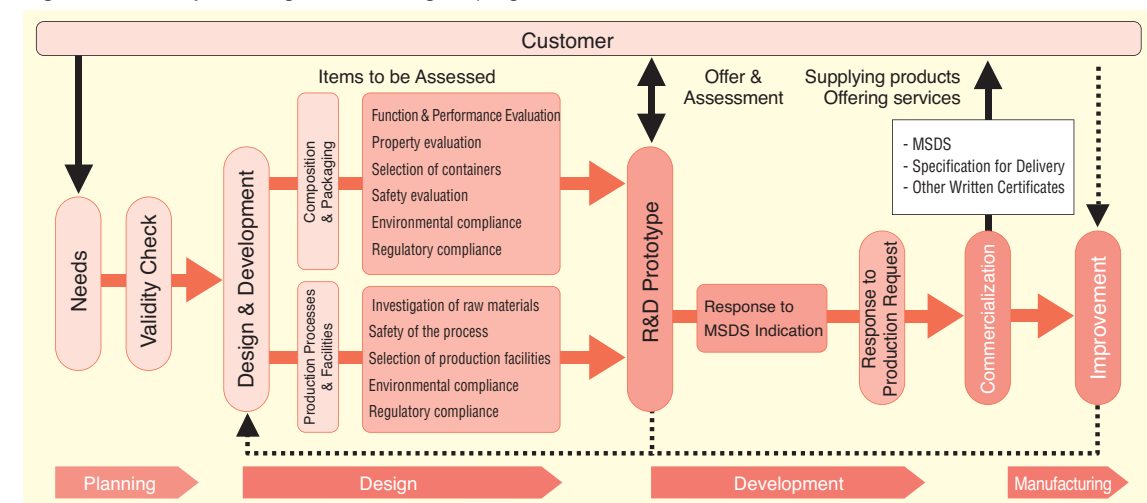 Customer
Items to be Assessed
Offer &
Assessment
Supplying products
Offering services
- MSDS
- Specification for Delivery
- Other Written Certificates
Needs
Validity Check
Design & Development
Composition
& Packaging
Function & Performance Evaluation
Property evaluation
Selection of containers
Safety evaluation
Environmental compliance
Regulatory compliance
Production Processes
& Facilities
Investigation of raw materials
Safety of the process
Selection of production facilities
Environmental compliance
Regulatory compliance
R&D Prototype
Response to
MSDS Indication
Response to
Production Request
Commercialization
Improvement
Planning
Design
Development
Manufacturing